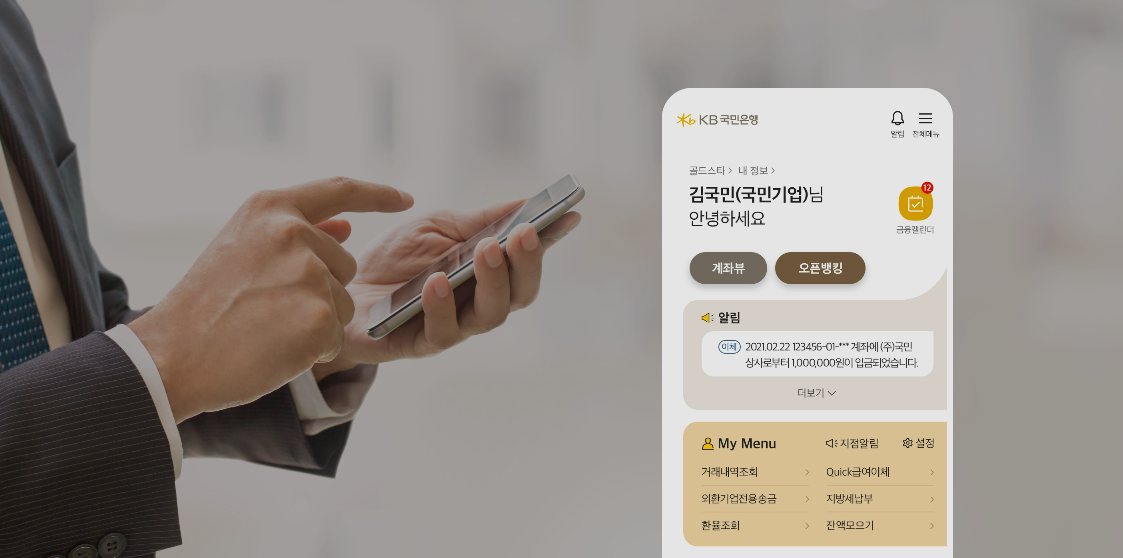 KB 국민은행
알림 전체메뉴
골드스타 > 내 정보 >
김국민(국민기업)님
안녕하세요
12
금융캘린더
계좌뷰 오픈뱅킹
알림
이체 2021.02.22 123456-01-*** 계좌에 (주)국민
상사로부터 1,000,000원이 입금되었습니다.
더보기
My Menu 지점알림 설정
거래내역조회 > Quick급여이체 >
외환기업전용송금 > 지방세납부 >
환율조회 > 잔액모으기 >